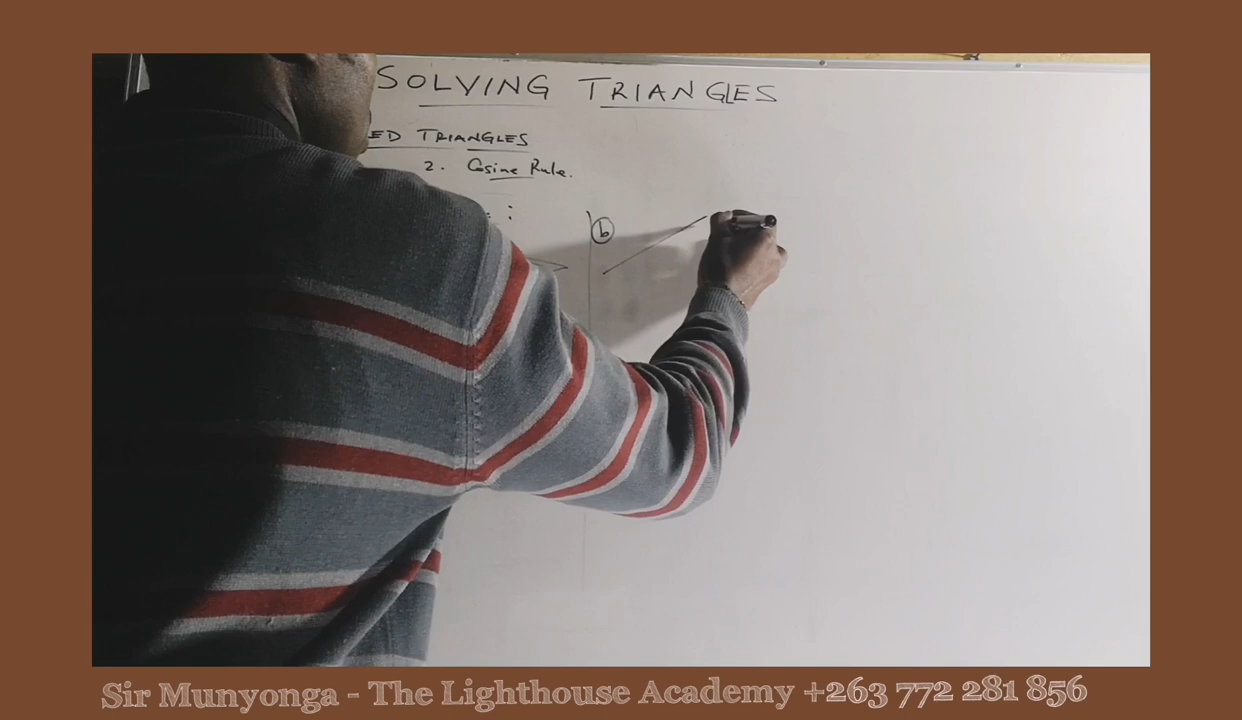 SOLVING TRIANGLES
ED TRIANGLES
2. Cosine Rule.
b
Sir Munyonga - The Lighthouse Academy +263 772 281 856